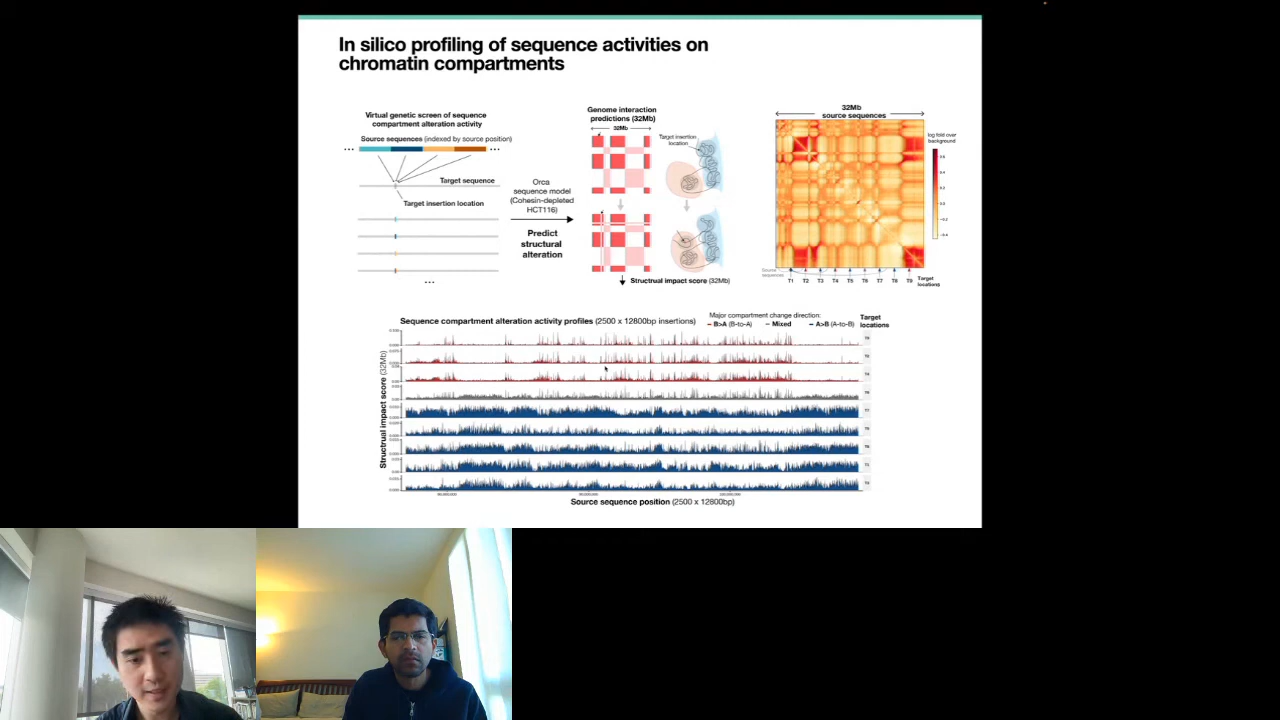 In silico profiling of sequence activities on
chromatin compartments
Virtual genetic screen of sequence
compartment alteration activity
Source sequences (indexed by source position)
Target sequence
Target insertion location
Orca
sequence model
(Cohesin-depleted
HCT116)
Predict
structural
alteration
Genome interaction
predictions (32Mb)
32Mb
Target insertion
location
Structrual impact score (32Mb)
32Mb
source sequences
log fold over
background
Source
sequences
T1 T2 T3 T4 T5 T6 T7 T8 T9
Target
locations
Sequence compartment alteration activity profiles (2500 x 12800bp insertions)
Major compartment change direction:
B>A (B-to-A) Mixed A>B (A-to-B)
Target
locations
Structrual impact score (32Mb)
Source sequence position (2500 x 12800bp)